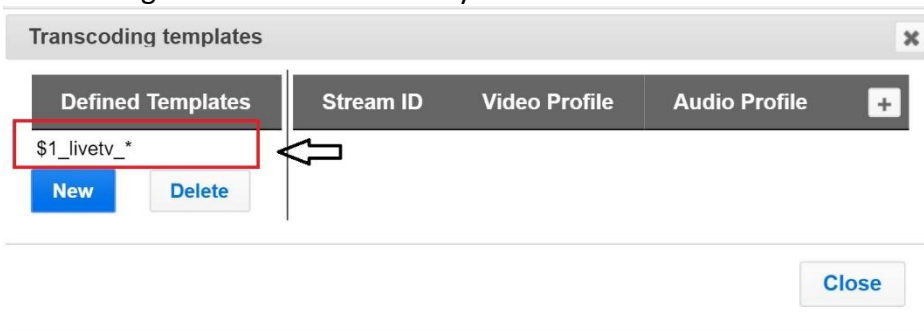 Transcoding templates
Defined Templates Stream ID Video Profile Audio Profile +
$1_livetv_*
New Delete
Close